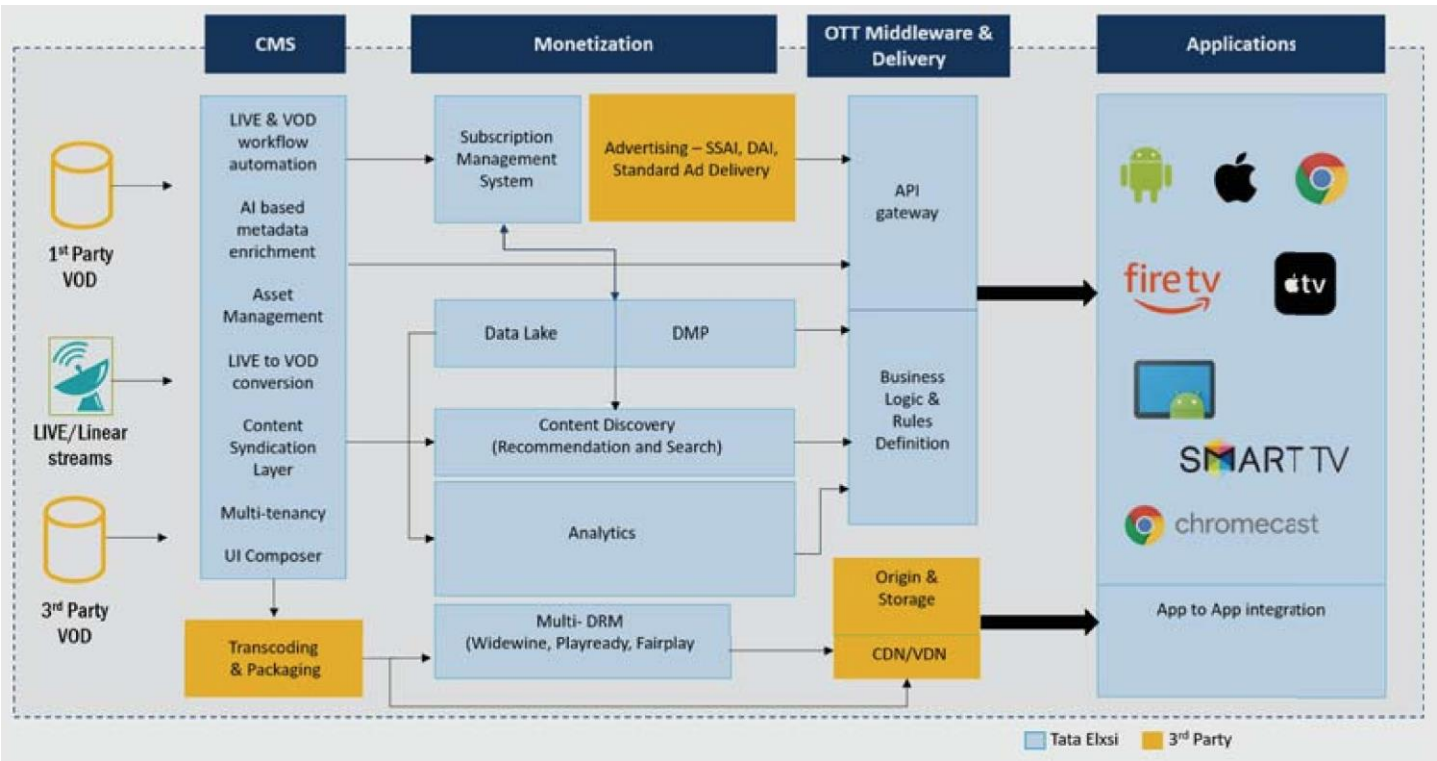 CMS
Monetization
OTT Middleware &
Delivery
Applications
1st Party
VOD
LIVE/Linear
streams
3rd Party
VOD
LIVE & VOD
workflow
automation
AI based
metadata
enrichment
Asset
Management
LIVE to VOD
conversion
Content
Syndication
Layer
Multi-tenancy
UI Composer
Transcoding
& Packaging
Subscription
Management
System
Advertising – SSAI, DAI,
Standard Ad Delivery
Data Lake
DMP
Content Discovery
(Recommendation and Search)
Analytics
Multi- DRM
(Widewine, Playready, Fairplay
API
gateway
Business
Logic &
Rules
Definition
Origin &
Storage
CDN/VDN
fire tv
tv
SMART TV
chromecast
App to App integration
Tata Elxsi
3rd Party